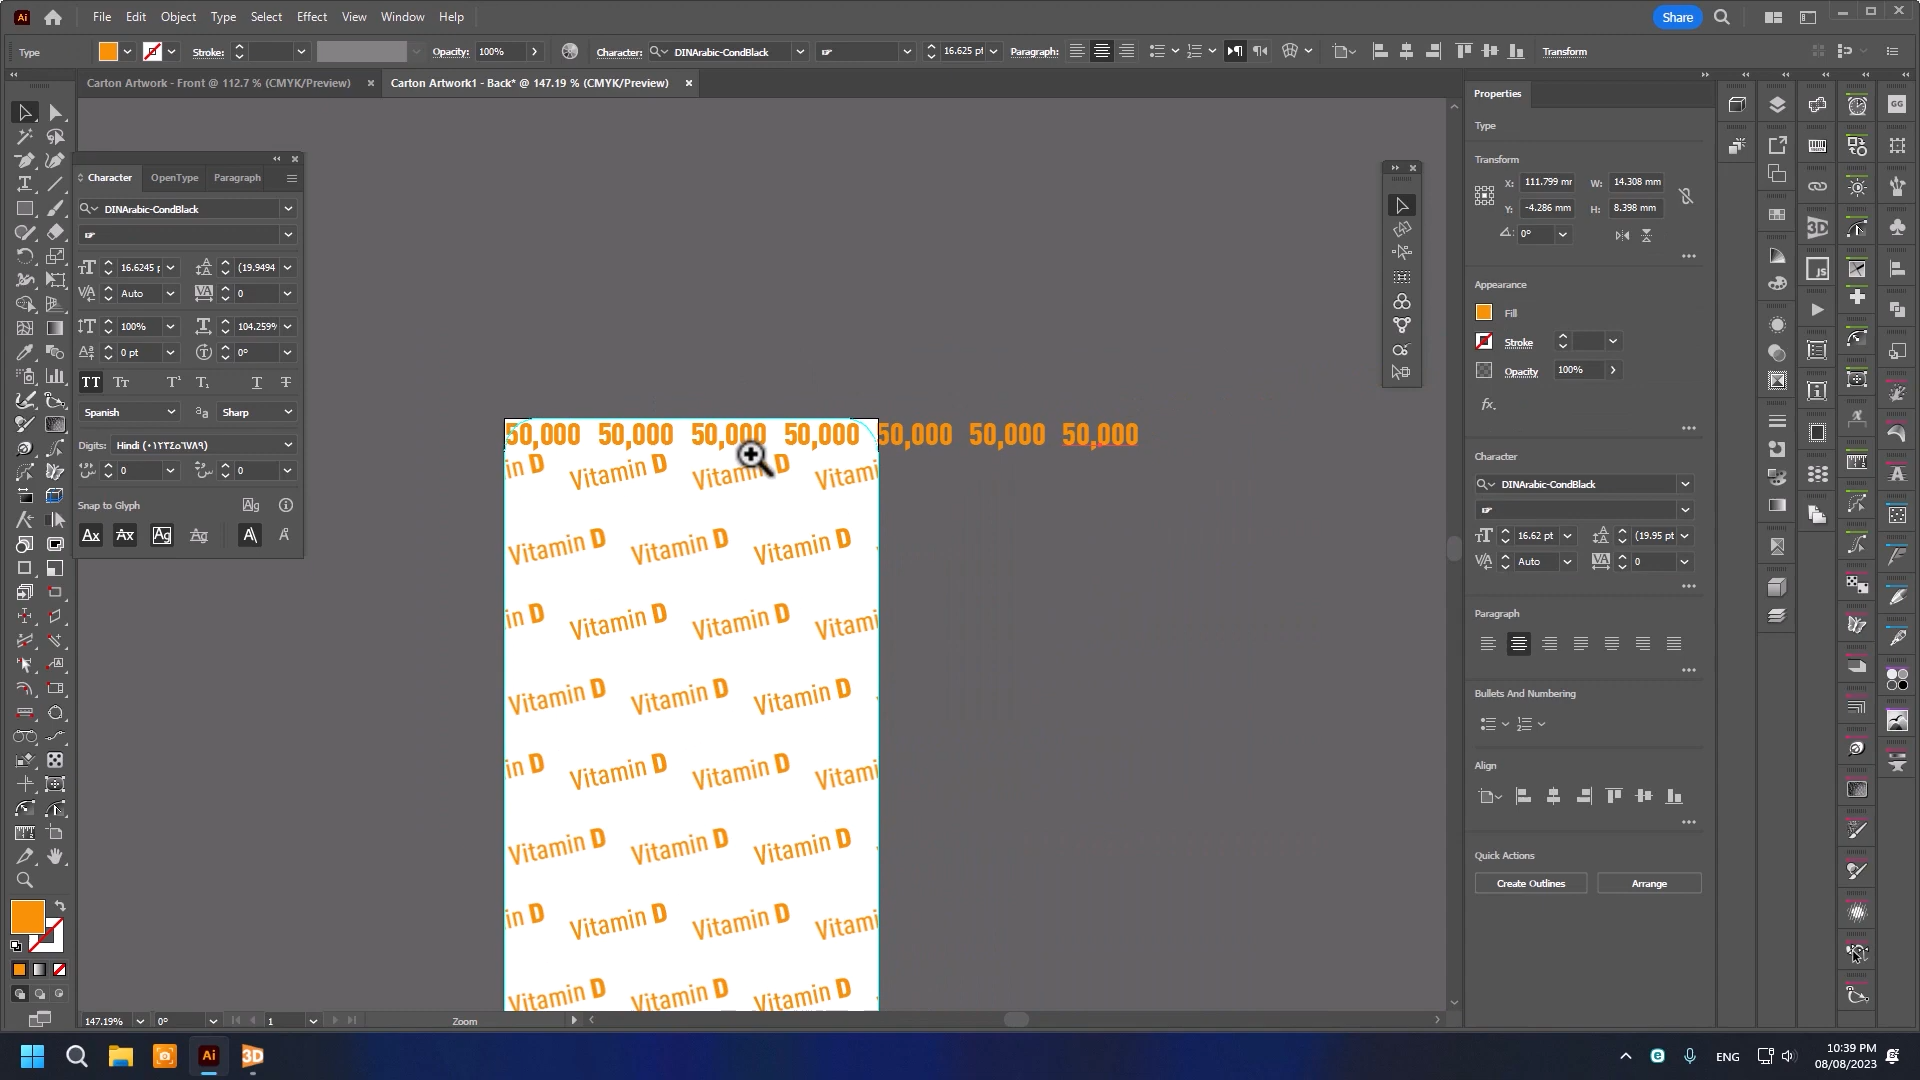 File Edit Object Type Select Effect View Window Help
Share
Type
Stroke:
Opacity: 100%
Character: DINArabic-CondBlack
16.625 pt
Paragraph:
Transform
Carton Artwork - Front @ 112.7 % (CMYK/Preview)
Carton Artwork1 - Back* @ 147.19 % (CMYK/Preview)
Character OpenType Paragraph
DINArabic-CondBlack
Auto 0
100% 104.259%
0 pt 0°
Spanish Sharp
Digits: Hindi (٠١٢٣٤٥٦٧٨٩)
0 0
Snap to Glyph
50,000 50,000 50,000 50,000 50,000 50,000 50,000
in D Vitamin D Vitamin D Vitami
Vitamin D Vitamin D Vitamin D
in D Vitamin D Vitamin D Vitami
Vitamin D Vitamin D Vitamin D
in D Vitamin D Vitamin D Vitami
Vitamin D Vitamin D Vitamin D
in D Vitamin D Vitamin D Vitami
Vitamin D Vitamin D Vitamin D
Properties
Type
Transform
X: 111.799 mr W: 14.308 mm
Y: -4.286 mm H: 8.398 mm
0°
Appearance
Fill
Stroke
Opacity 100%
fx.
Character
DINArabic-CondBlack
16.62 pt (19.95 pt
Auto 0
Paragraph
Bullets And Numbering
Align
Quick Actions
Create Outlines Arrange
147.19% 0° 1 Zoom
ENG
10:39 PM
08/08/2023